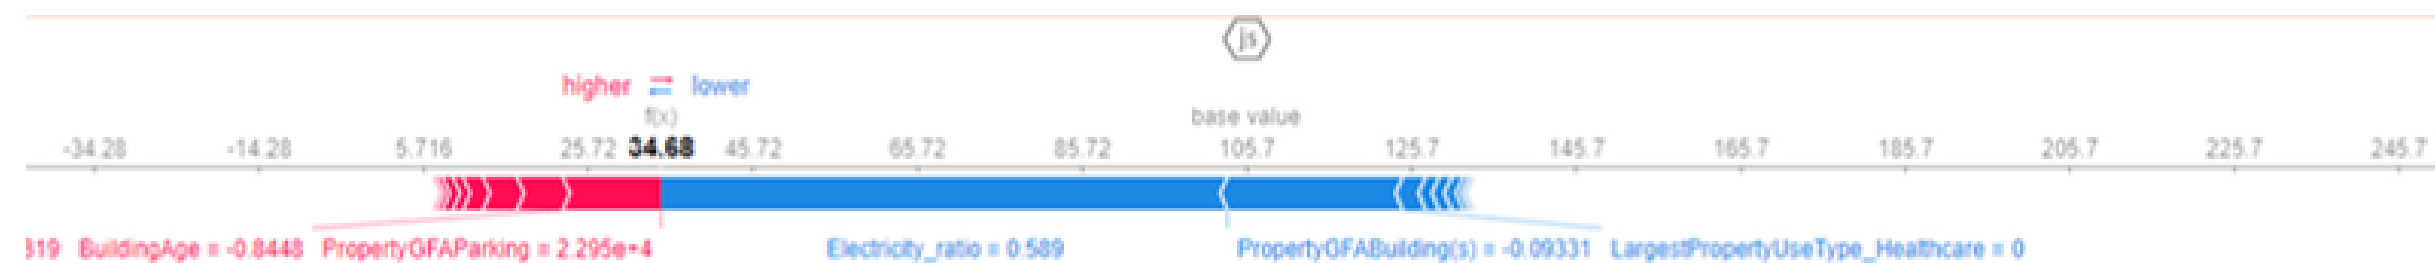 js
higher lower
f(x) base value
-34.28 -14.28 5.716 25.72 34.68 45.72 65.72 85.72 105.7 125.7 145.7 165.7 185.7 205.7 225.7 245.7
319 BuildingAge = -0.8448 PropertyGFAParking = 2.295e+4 Electricity_ratio = 0.589 PropertyGFABuilding(s) = -0.09331 LargestPropertyUseType_Healthcare = 0